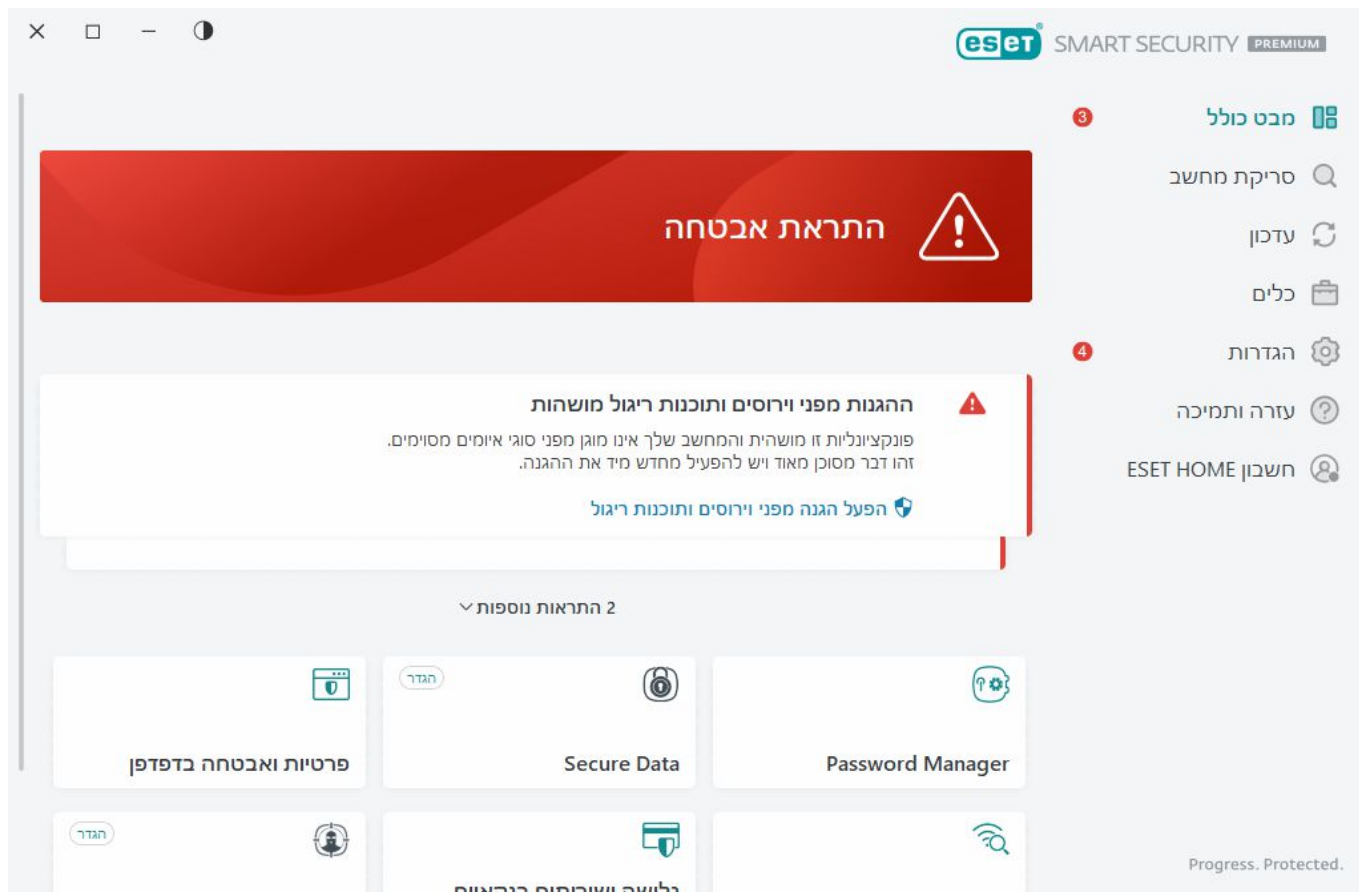 eset SMART SECURITY PREMIUM
מבט כולל
3
סריקת מחשב
עדכון
כלים
הגדרות
4
עזרה ותמיכה
חשבון ESET HOME
התראת אבטחה
ההגנות מפני וירוסים ותוכנות ריגול מושהות
פונקציונליות זו מושהית והמחשב שלך אינו מוגן מפני סוגי איומים מסוימים.
זהו דבר מסוכן מאוד ויש להפעיל מחדש מיד את ההגנה.
הפעל הגנה מפני וירוסים ותוכנות ריגול
2 התראות נוספות
Password Manager
הגדר
Secure Data
פרטיות ואבטחה בדפדפן
הגדר
Progress. Protected.